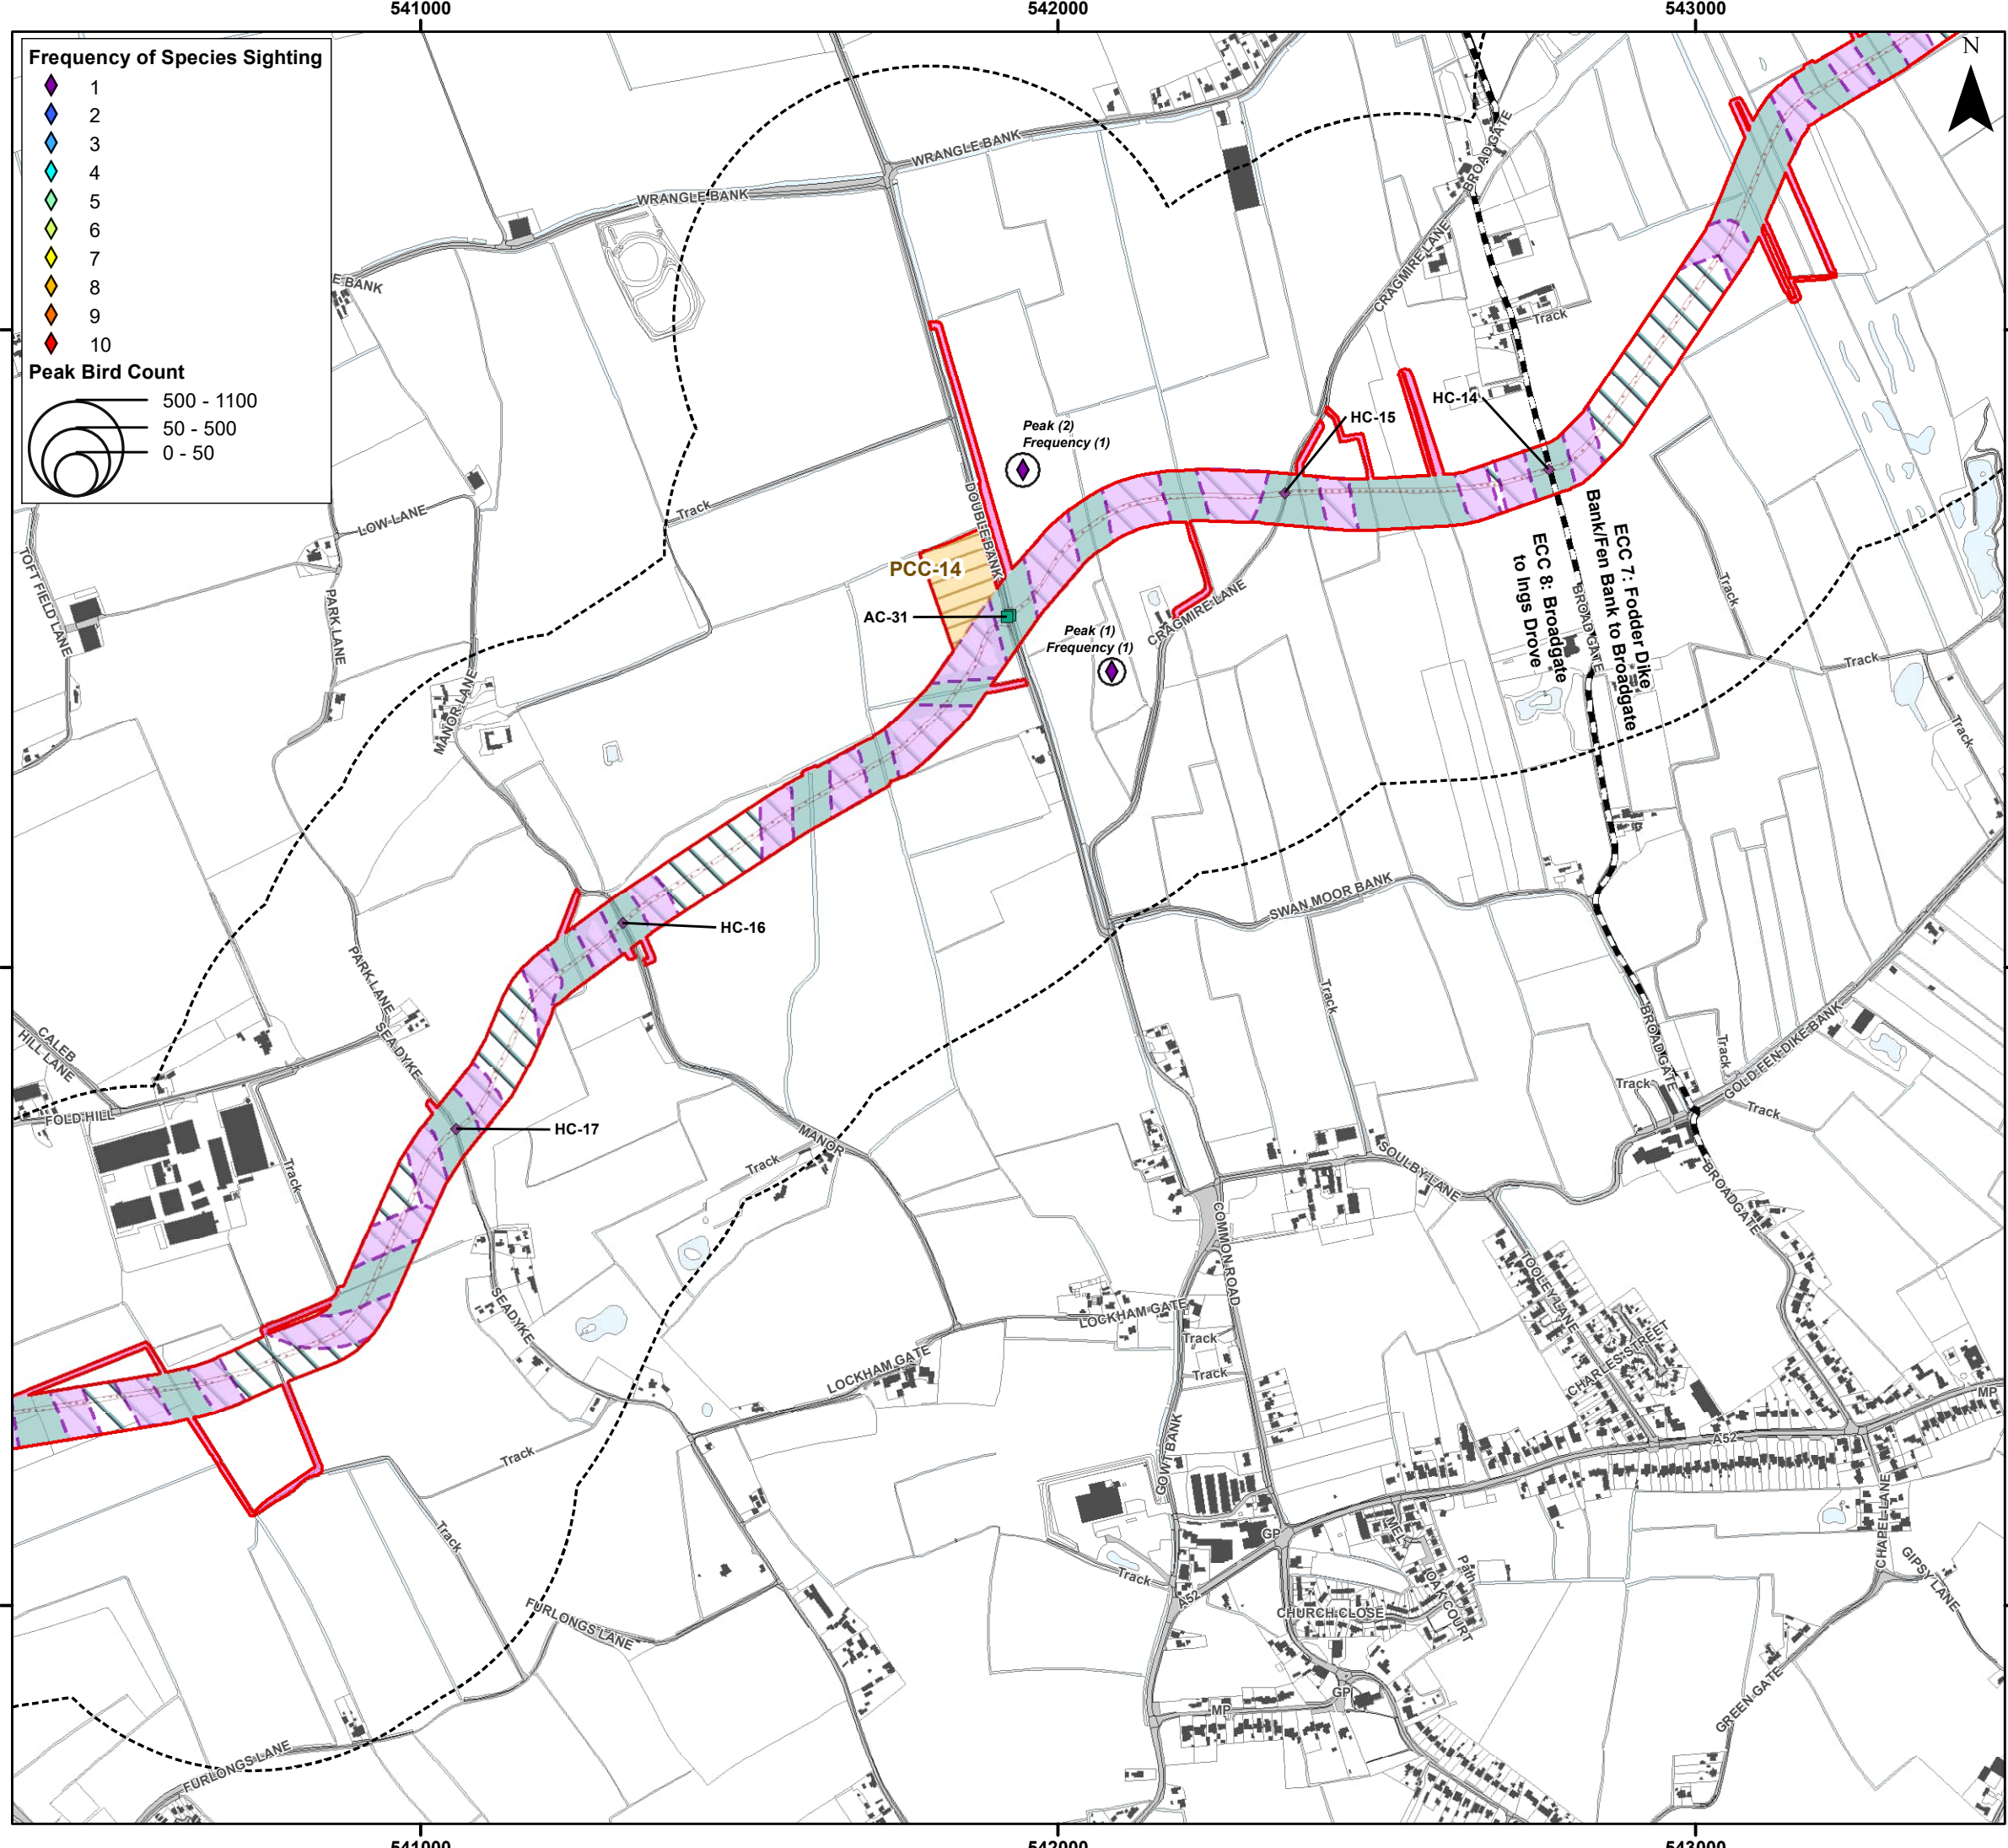 541000
542000
543000
N
Frequency of Species Sighting
1
2
3
4
5
6
7
8
9
10
Peak Bird Count
500 - 1100
50 - 500
0 - 50
WRANGLE BANK
WRANGLE BANK
E BANK
BROADGATE
CRAGMIRE LANE
Track
HC-14
HC-15
Peak (2)
Frequency (1)
LOW LANE
Track
DOUBLE BANK
TOFT FIELD LANE
PARK LANE
PCC-14
AC-31
Peak (1)
Frequency (1)
CRAGMIRE LANE
ECC 8: Broadgate
to Ings Drove
BROADGATE
ECC 7: Fodder Dike
Bank/Fen Bank to Broadgate
Track
Track
Track
MANOR LANE
SWAN MOOR BANK
HC-16
PARK LANE
SEA DYKE
Track
BROADGATE
GOLD FEN DIKE BANK
Track
Track
Track
CALEB
HILL LANE
FOLD HILL
HC-17
MANOR
Track
Track
SOULBY LANE
BROADGATE
COMMON ROAD
TOOLEY LANE
SEADYKE
LOCKHAM GATE
Track
LOCKHAM GATE
Track
CHARLES STREET
MP
A52
Track
GOWT BANK
Track
CHAPEL LANE
GIPSY LANE
GP
MEL
OAK COURT
Path
Track
A52
CHURCH CLOSE
FURLONGS LANE
GP
MP
GREEN GATE
FURLONGS LANE
541000
542000
543000